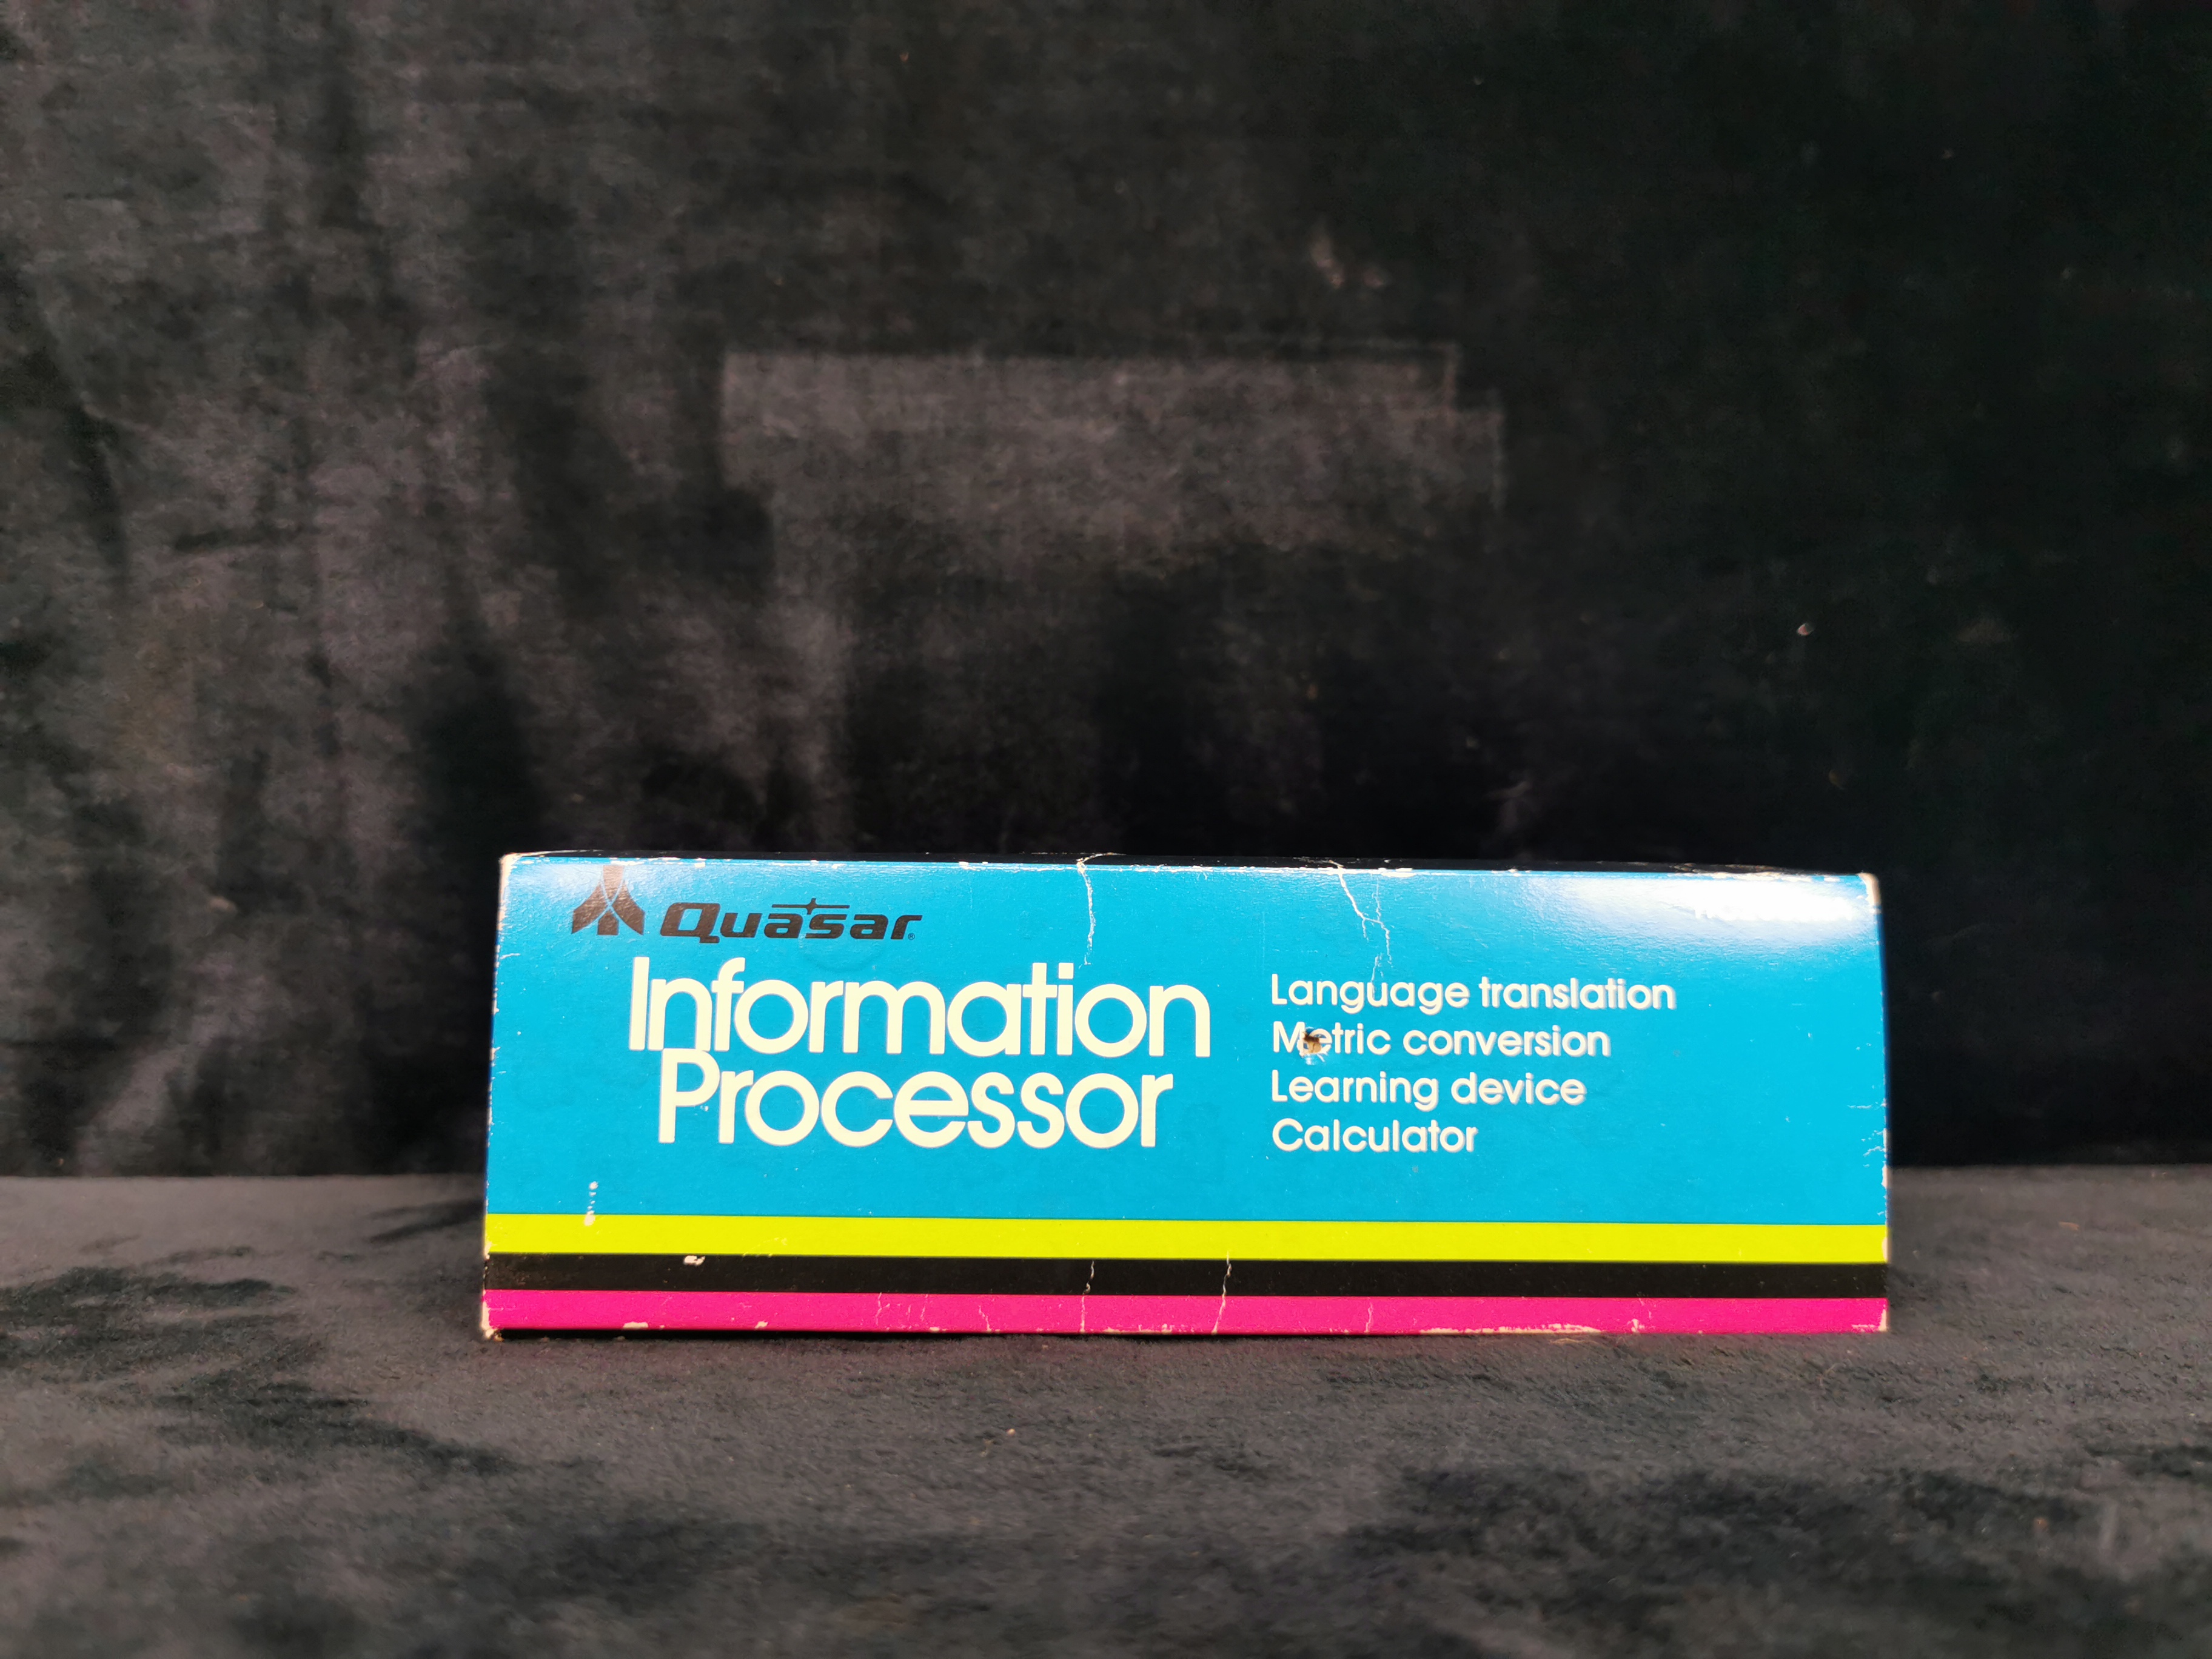 Quasar®
Information
Processor
Language translation
Metric conversion
Learning device
Calculator